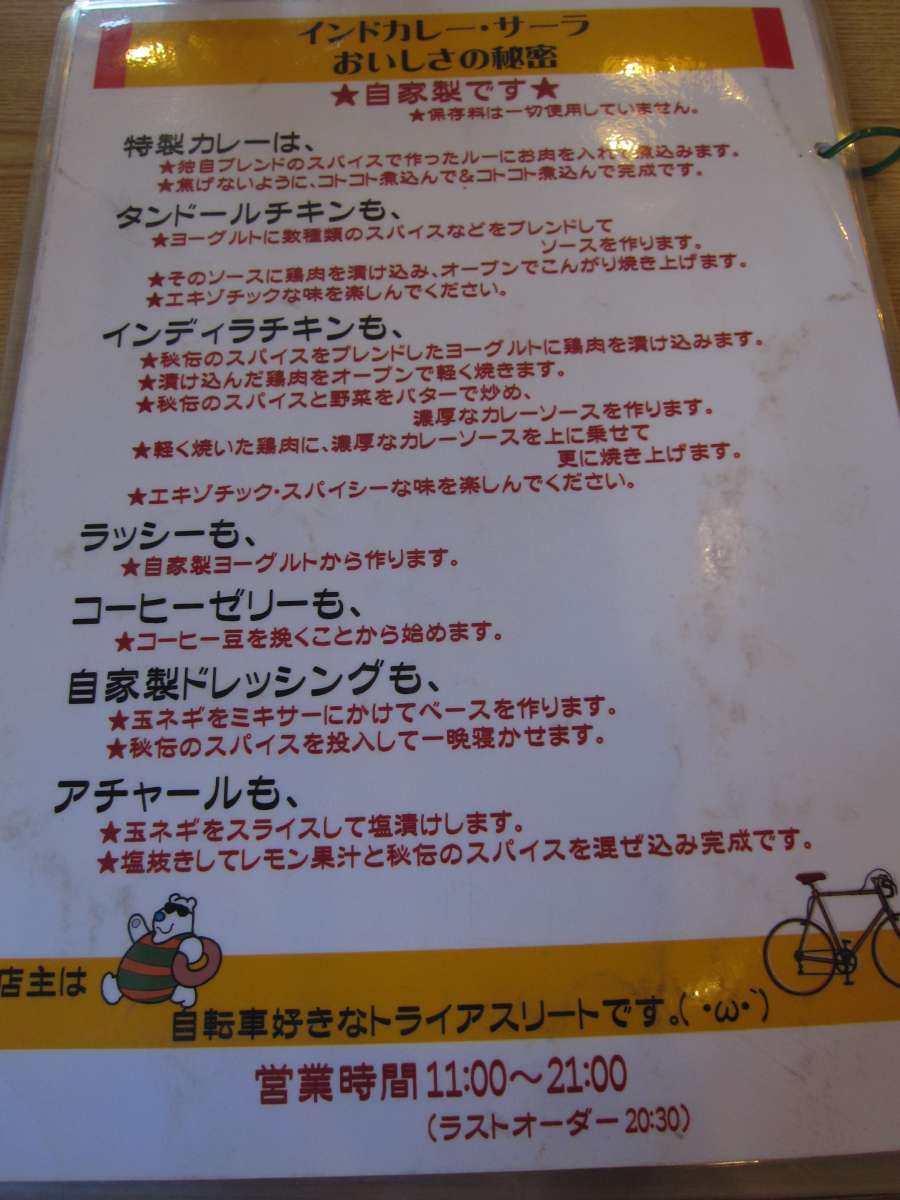 インドカレー・サーラ
おいしさの秘密
★自家製です★
★保存料は一切使用していません。
特製カレーは、
★独自ブレンドのスパイスで作ったルーにお肉を入れて煮込みます。
★焦げないように、コトコト煮込んで&コトコト煮込んで完成です。
タンドールチキンも、
★ヨーグルトに数種類のスパイスなどをブレンドして
ソースを作ります。
★そのソースに鶏肉を漬け込み、オーブンでこんがり焼き上げます。
★エキゾチックな味を楽しんでください。
インディラチキンも、
★秘伝のスパイスをブレンドしたヨーグルトに鶏肉を漬け込みます。
★漬け込んだ鶏肉をオーブンで軽く焼きます。
★秘伝のスパイスと野菜をバターで炒め、
濃厚なカレーソースを作ります。
★軽く焼いた鶏肉に、濃厚なカレーソースを上に乗せて
更に焼き上げます。
★エキゾチック・スパイシーな味を楽しんでください。
ラッシーも、
★自家製ヨーグルトから作ります。
コーヒーゼリーも、
★コーヒー豆を挽くことから始めます。
自家製ドレッシングも、
★玉ネギをミキサーにかけてベースを作ります。
★秘伝のスパイスを投入して一晩寝かせます。
アチャールも、
★玉ネギをスライスして塩漬けします。
★塩抜きしてレモン果汁と秘伝のスパイスを混ぜ込み完成です。
店主は
自転車好きなトライアスリートです。(´・ω・`)
営業時間 11:00～21:00
(ラストオーダー 20:30)